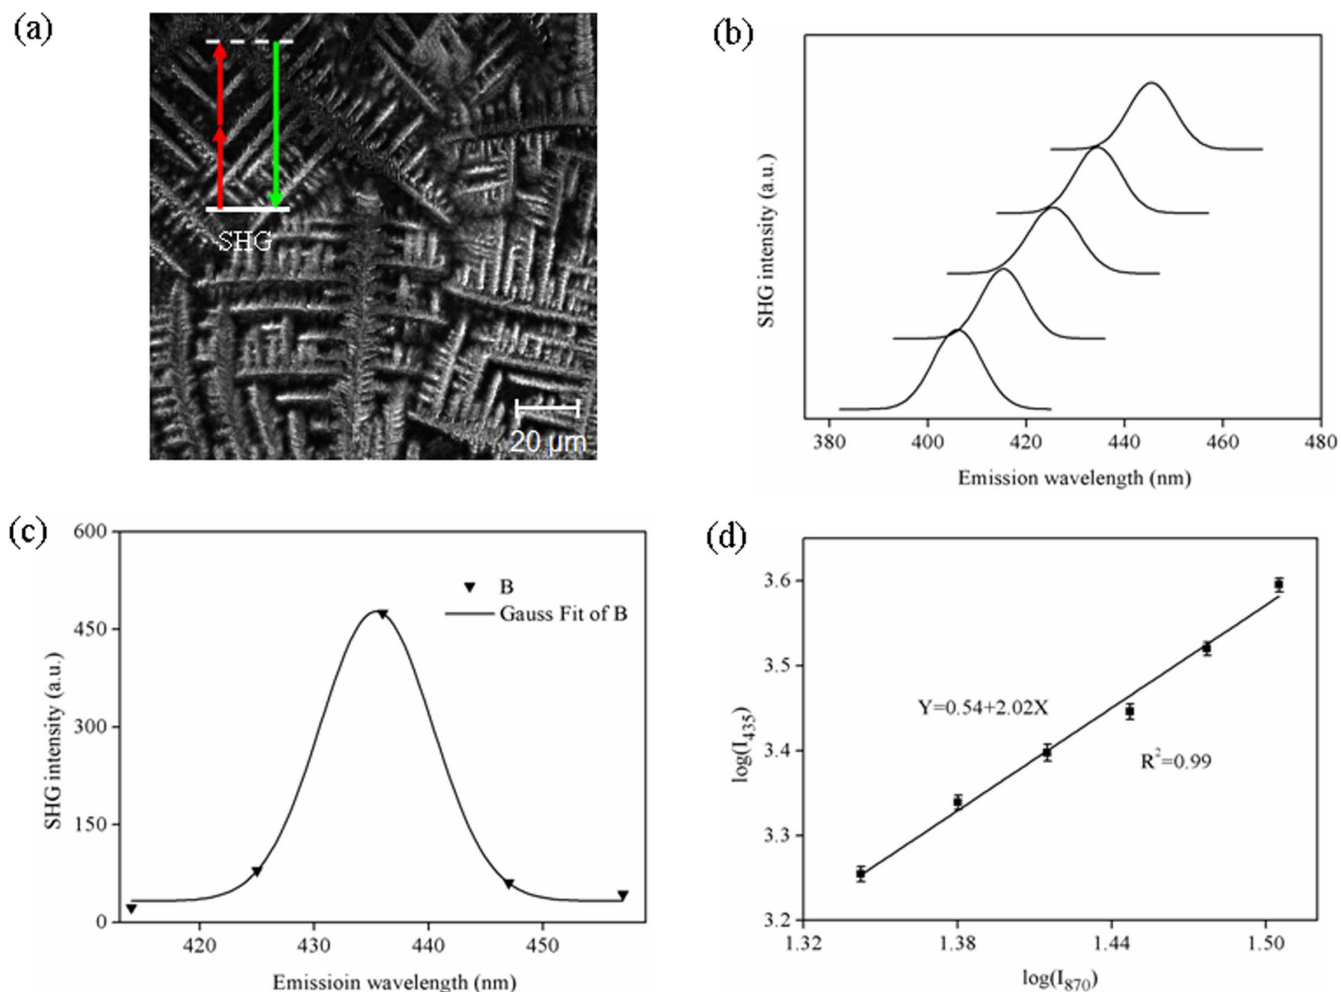 (a)
SHG
20 μm
(b)
SHG intensity (a.u.)
380 400 420 440 460 480
Emission wavelength (nm)
(c)
600
450
300
150
0
SHG intensity (a.u.)
B
Gauss Fit of B
420 430 440 450
Emissioin wavelength (nm)
(d)
3.6
3.5
3.4
3.3
3.2
log(I435)
Y=0.54+2.02X
R2=0.99
1.32 1.38 1.44 1.50
log(I870)